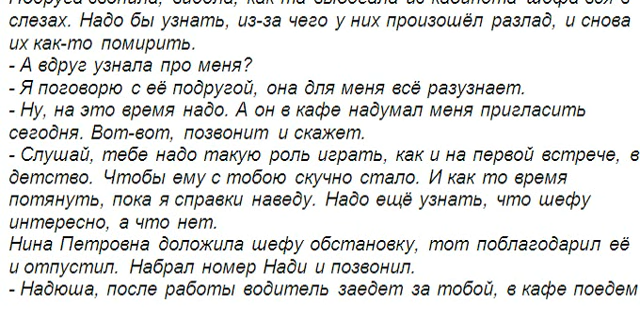 слезах. Надо бы узнать, из-за чего у них произошёл разлад, и снова
их как-то помирить.
- А вдруг узнала про меня?
- Я поговорю с её подругой, она для меня всё разузнает.
- Ну, на это время надо. А он в кафе надумал меня пригласить
сегодня. Вот-вот, позвонит и скажет.
- Слушай, тебе надо такую роль играть, как и на первой встрече, в
детство. Чтобы ему с тобою скучно стало. И как то время
потянуть, пока я справки наведу. Надо ещё узнать, что шефу
интересно, а что нет.
Нина Петровна доложила шефу обстановку, тот поблагодарил её
и отпустил. Набрал номер Нади и позвонил.
- Надюша, после работы водитель заедет за тобой, в кафе поедем